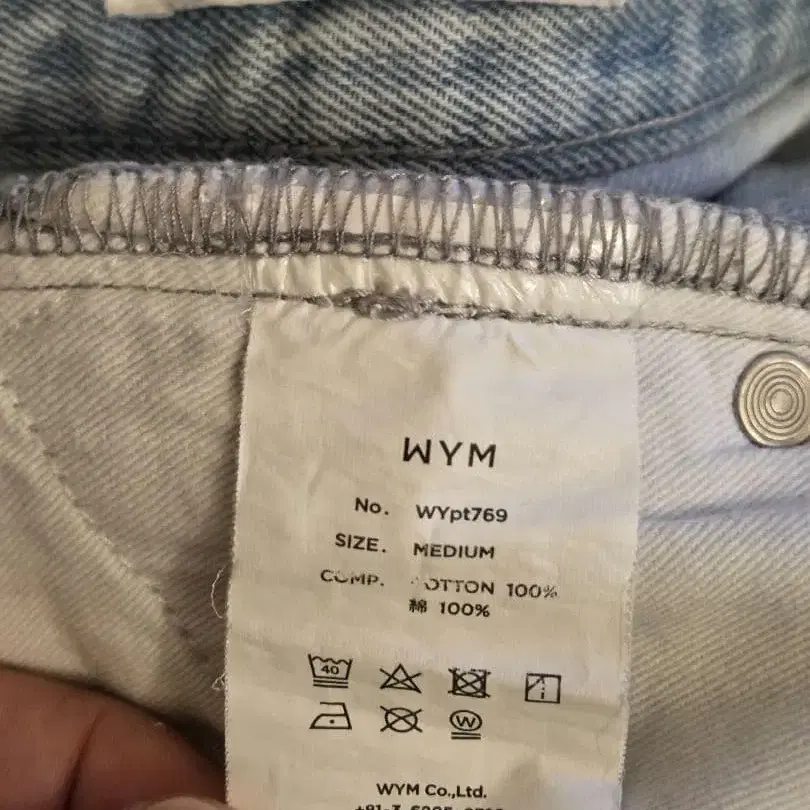 WYM
No. WYpt769
SIZE. MEDIUM
COMP. COTTON 100%
綿 100%
40
W
WYM Co.,Ltd.